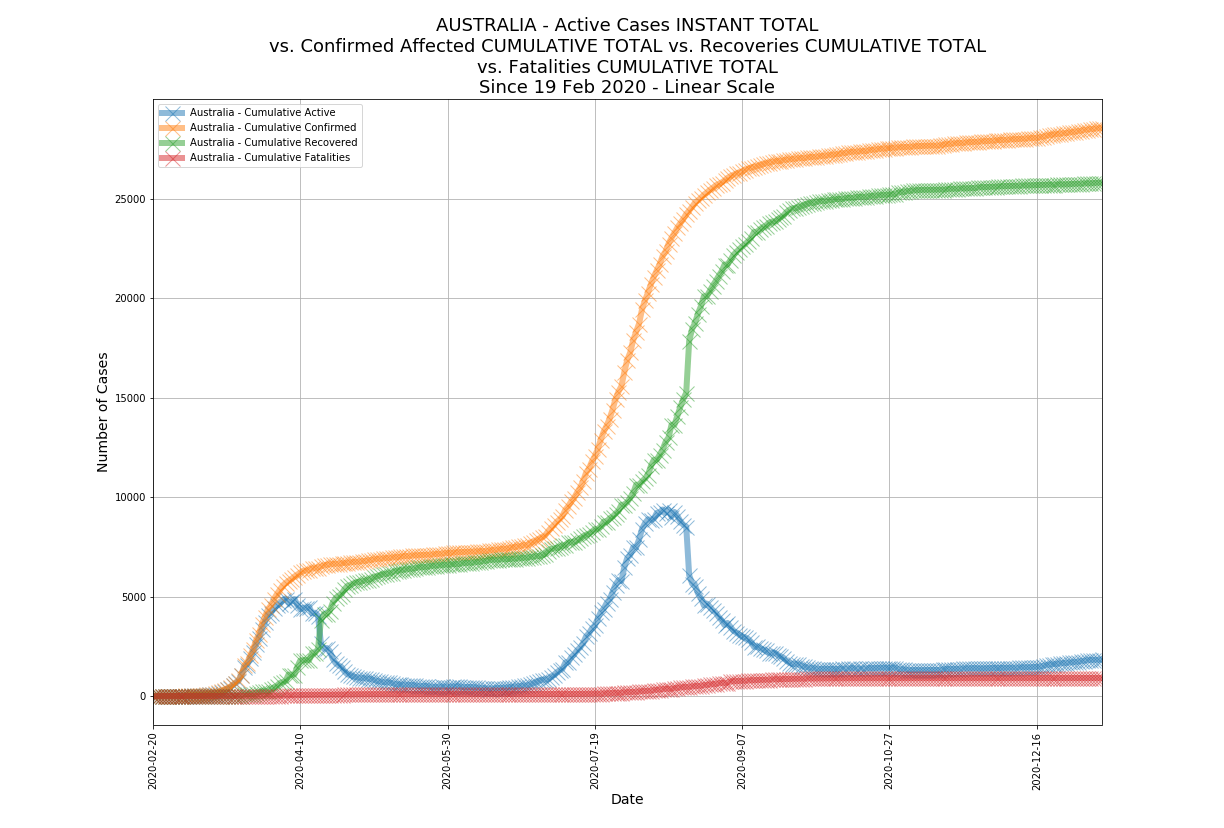 AUSTRALIA - Active Cases INSTANT TOTAL
vs. Confirmed Affected CUMULATIVE TOTAL vs. Recoveries CUMULATIVE TOTAL
vs. Fatalities CUMULATIVE TOTAL
Since 19 Feb 2020 - Linear Scale
Australia - Cumulative Active
Australia - Cumulative Confirmed
Australia - Cumulative Recovered
Australia - Cumulative Fatalities
Number of Cases
25000
20000
15000
10000
5000
0
2020-02-20
2020-04-10
2020-05-30
2020-07-19
2020-09-07
2020-10-27
2020-12-16
Date